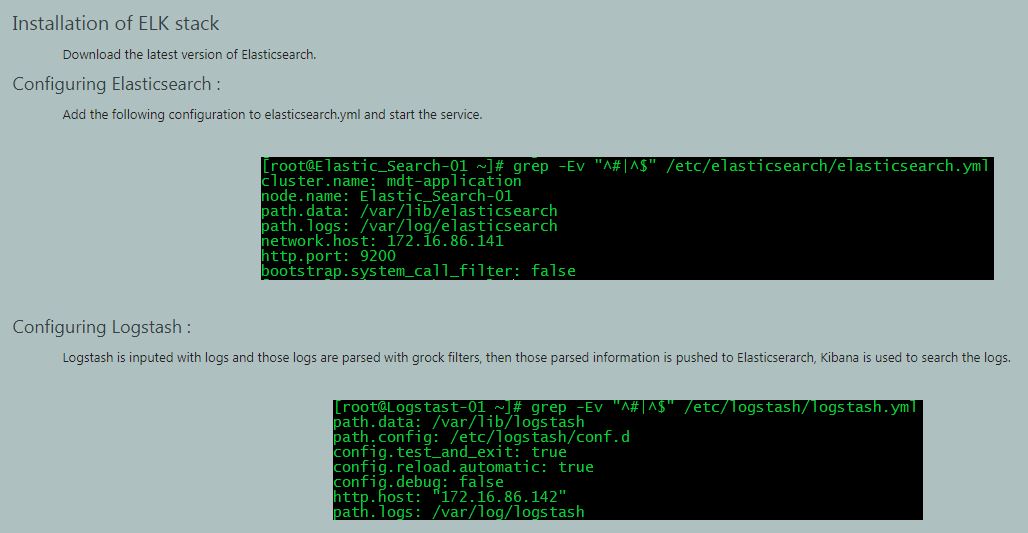 Installation of ELK stack
Download the latest version of Elasticsearch.
Configuring Elasticsearch :
Add the following configuration to elasticsearch.yml and start the service.
[root@Elastic_Search-01 ~]# grep -Ev "^#|^$" /etc/elasticsearch/elasticsearch.yml
cluster.name: mdt-application
node.name: Elastic_Search-01
path.data: /var/lib/elasticsearch
path.logs: /var/log/elasticsearch
network.host: 172.16.86.141
http.port: 9200
bootstrap.system_call_filter: false
Configuring Logstash :
Logstash is inputed with logs and those logs are parsed with grock filters, then those parsed information is pushed to Elasticserarch, Kibana is used to search the logs.
[root@Logstast-01 ~]# grep -Ev "^#|^$" /etc/logstash/logstash.yml
path.data: /var/lib/logstash
path.config: /etc/logstash/conf.d
config.test_and_exit: true
config.reload.automatic: true
config.debug: false
http.host: "172.16.86.142"
path.logs: /var/log/logstash